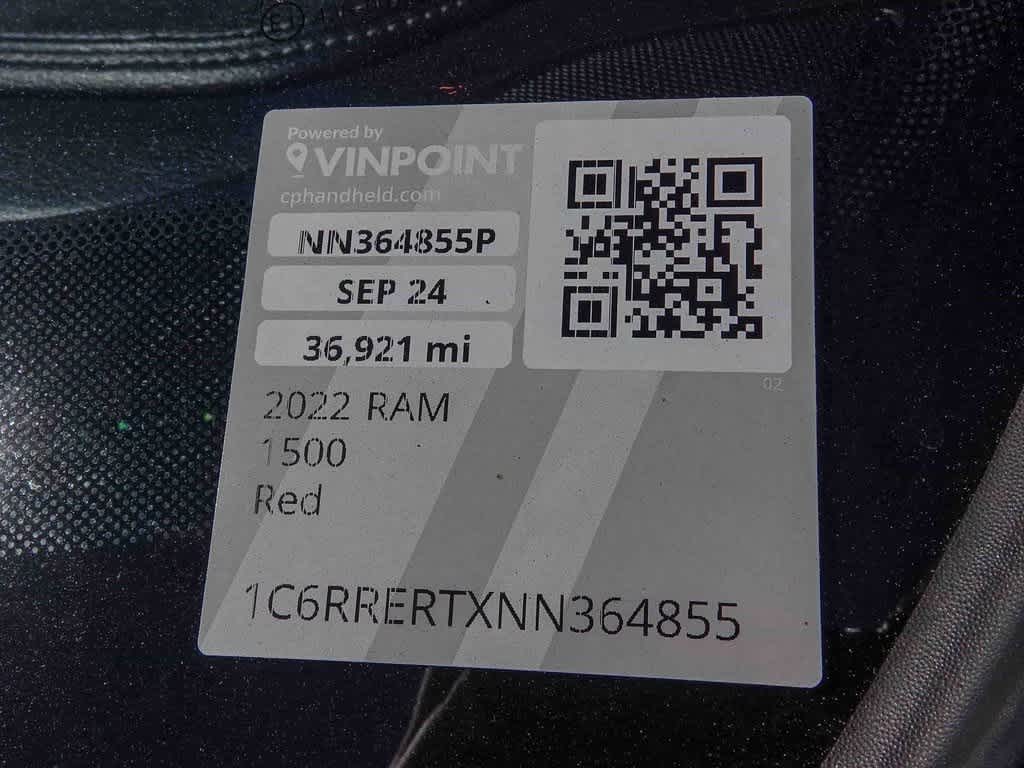 Powered by
VINPOINT
cphandheld.com
NN364855P
SEP 24
36,921 mi
02
2022 RAM
1500
Red
1C6RRERTXNN364855